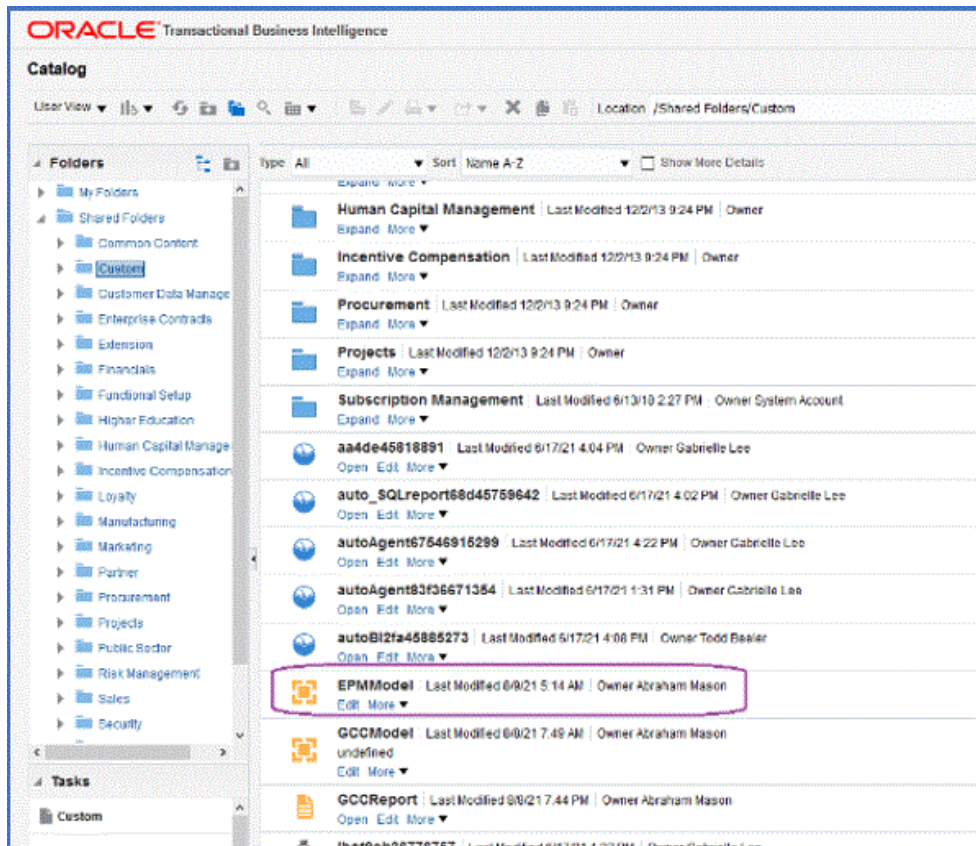 ORACLE Transactional Business Intelligence
Catalog
User View Location /Shared Folders/Custom
Folders
My Folders
Shared Folders
Common Content
Custom
Customer Data Manage
Enterprise Contracts
Extension
Financials
Functional Setup
Higher Education
Human Capital Manage
Incentive Compensation
Loyalty
Manufacturing
Marketing
Partner
Procurement
Projects
Public Sector
Risk Management
Sales
Security
Tasks
Custom
Type All Sort Name A-Z Show More Details
Expand More
Human Capital Management Last Modified 12/2/13 9:24 PM Owner
Expand More
Incentive Compensation Last Modified 12/2/13 9:24 PM Owner
Expand More
Procurement Last Modified 12/2/13 9:24 PM Owner
Expand More
Projects Last Modified 12/2/13 9:24 PM Owner
Expand More
Subscription Management Last Modified 6/13/18 2:27 PM Owner System Account
Expand More
aa4de45818891 Last Modified 6/17/21 4:04 PM Owner Gabrielle Lee
Open Edit More
auto_SQLreport68d45759642 Last Modified 6/17/21 4:02 PM Owner Gabrielle Lee
Open Edit More
autoAgent67546915299 Last Modified 6/17/21 4:22 PM Owner Gabrielle Lee
Open Edit More
autoAgent83f36671354 Last Modified 6/17/21 1:31 PM Owner Gabrielle Lee
Open Edit More
autoBI2fa45885273 Last Modified 6/17/21 4:08 PM Owner Todd Beeler
Open Edit More
EPMModel Last Modified 8/9/21 5:14 AM Owner Abraham Mason
Edit More
GCCModel Last Modified 7:49 AM Owner Abraham Mason
undefined
Edit More
GCCReport Last Modified 8/8/21 7:44 PM Owner Abraham Mason
Open Edit More